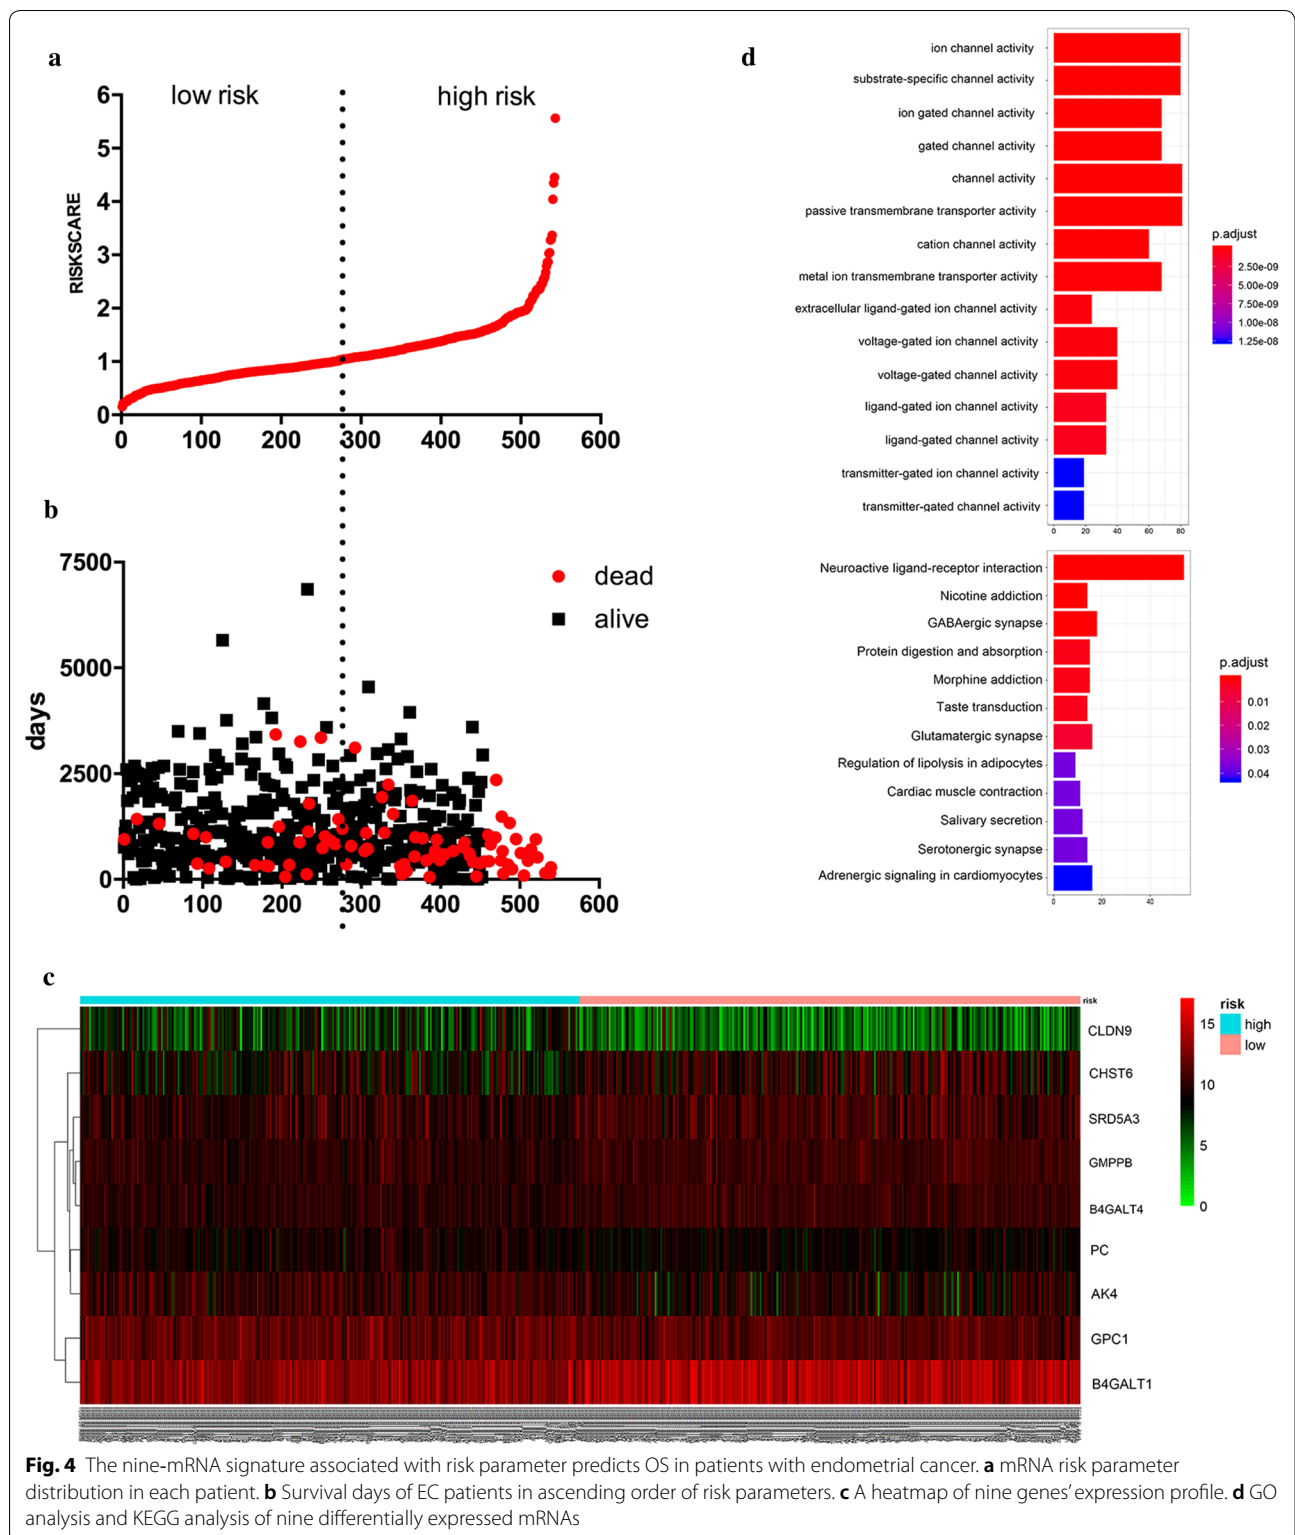 a
low risk
high risk
6
5
4
3
2
1
0
RISKSCARE
0 100 200 300 400 500 600
b
7500
5000
2500
0
days
dead
alive
0 100 200 300 400 500 600
d
ion channel activity
substrate-specific channel activity
ion gated channel activity
gated channel activity
channel activity
passive transmembrane transporter activity
cation channel activity
metal ion transmembrane transporter activity
extracellular ligand-gated ion channel activity
voltage-gated ion channel activity
voltage-gated channel activity
ligand-gated ion channel activity
ligand-gated channel activity
transmitter-gated ion channel activity
transmitter-gated channel activity
0 20 40 60 80
p.adjust
2.50e-09
5.00e-09
7.50e-09
1.00e-08
1.25e-08
Neuroactive ligand-receptor interaction
Nicotine addiction
GABAergic synapse
Protein digestion and absorption
Morphine addiction
Taste transduction
Glutamatergic synapse
Regulation of lipolysis in adipocytes
Cardiac muscle contraction
Salivary secretion
Serotonergic synapse
Adrenergic signaling in cardiomyocytes
0 20 40
p.adjust
0.01
0.02
0.03
0.04
c
risk
CLDN9
CHST6
SRD5A3
GMPPB
B4GALT4
PC
AK4
GPC1
B4GALT1
15
10
5
0
risk
high
low
Fig. 4 The nine-mRNA signature associated with risk parameter predicts OS in patients with endometrial cancer. a mRNA risk parameter
distribution in each patient. b Survival days of EC patients in ascending order of risk parameters. c A heatmap of nine genes' expression profile. d GO
analysis and KEGG analysis of nine differentially expressed mRNAs